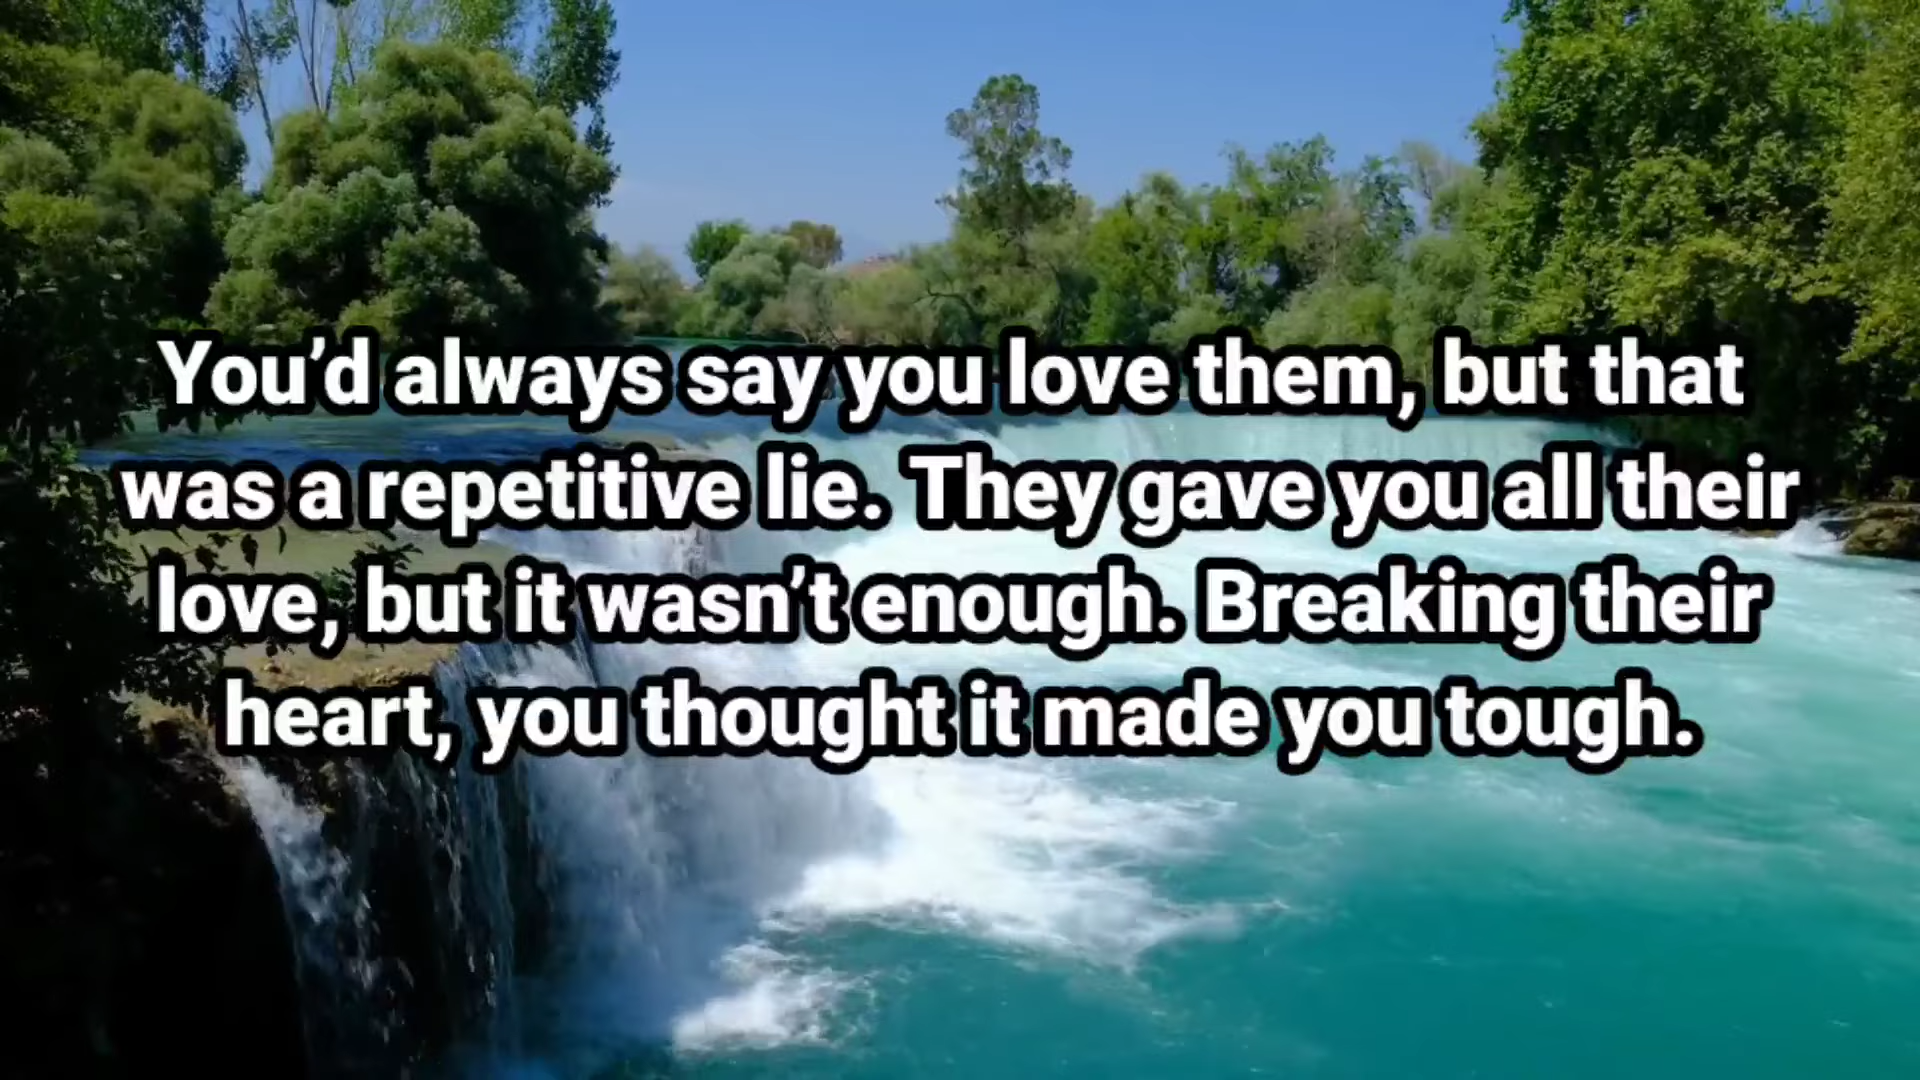 You’d always say you love them, but that
was a repetitive lie. They gave you all their
love, but it wasn’t enough. Breaking their
heart, you thought it made you tough.